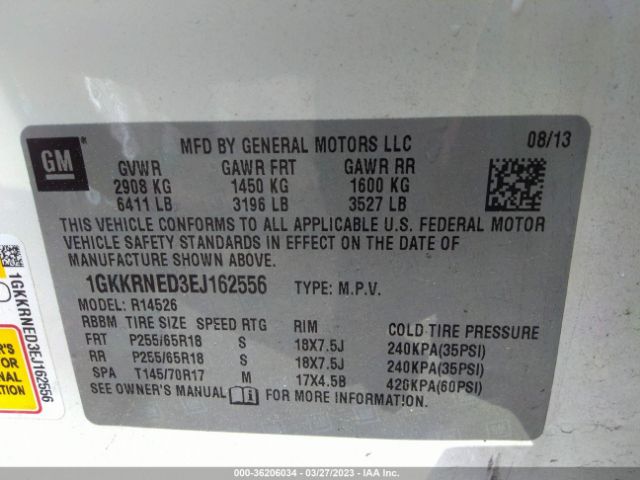 GM
MFD BY GENERAL MOTORS LLC 08/13
GVWR GAWR FRT GAWR RR
2908 KG 1450 KG 1600 KG
6411 LB 3196 LB 3527 LB
THIS VEHICLE CONFORMS TO ALL APPLICABLE U.S. FEDERAL MOTOR
VEHICLE SAFETY STANDARDS IN EFFECT ON THE DATE OF
MANUFACTURE SHOWN ABOVE.
1GKKRNED3EJ162556 TYPE: M.P.V.
MODEL: R14526
RBBM TIRE SIZE SPEED RTG RIM COLD TIRE PRESSURE
FRT P255/65R18 S 18X7.5J 240KPA(35PSI)
RR P255/65R18 S 18X7.5J 240KPA(35PSI)
SPA T145/70R17 M 17X4.5B 420KPA(60PSI)
SEE OWNER'S MANUAL FOR MORE INFORMATION.
1GKKRNED3EJ162556
000-36206034 — 03/27/2023 — IAA Inc.